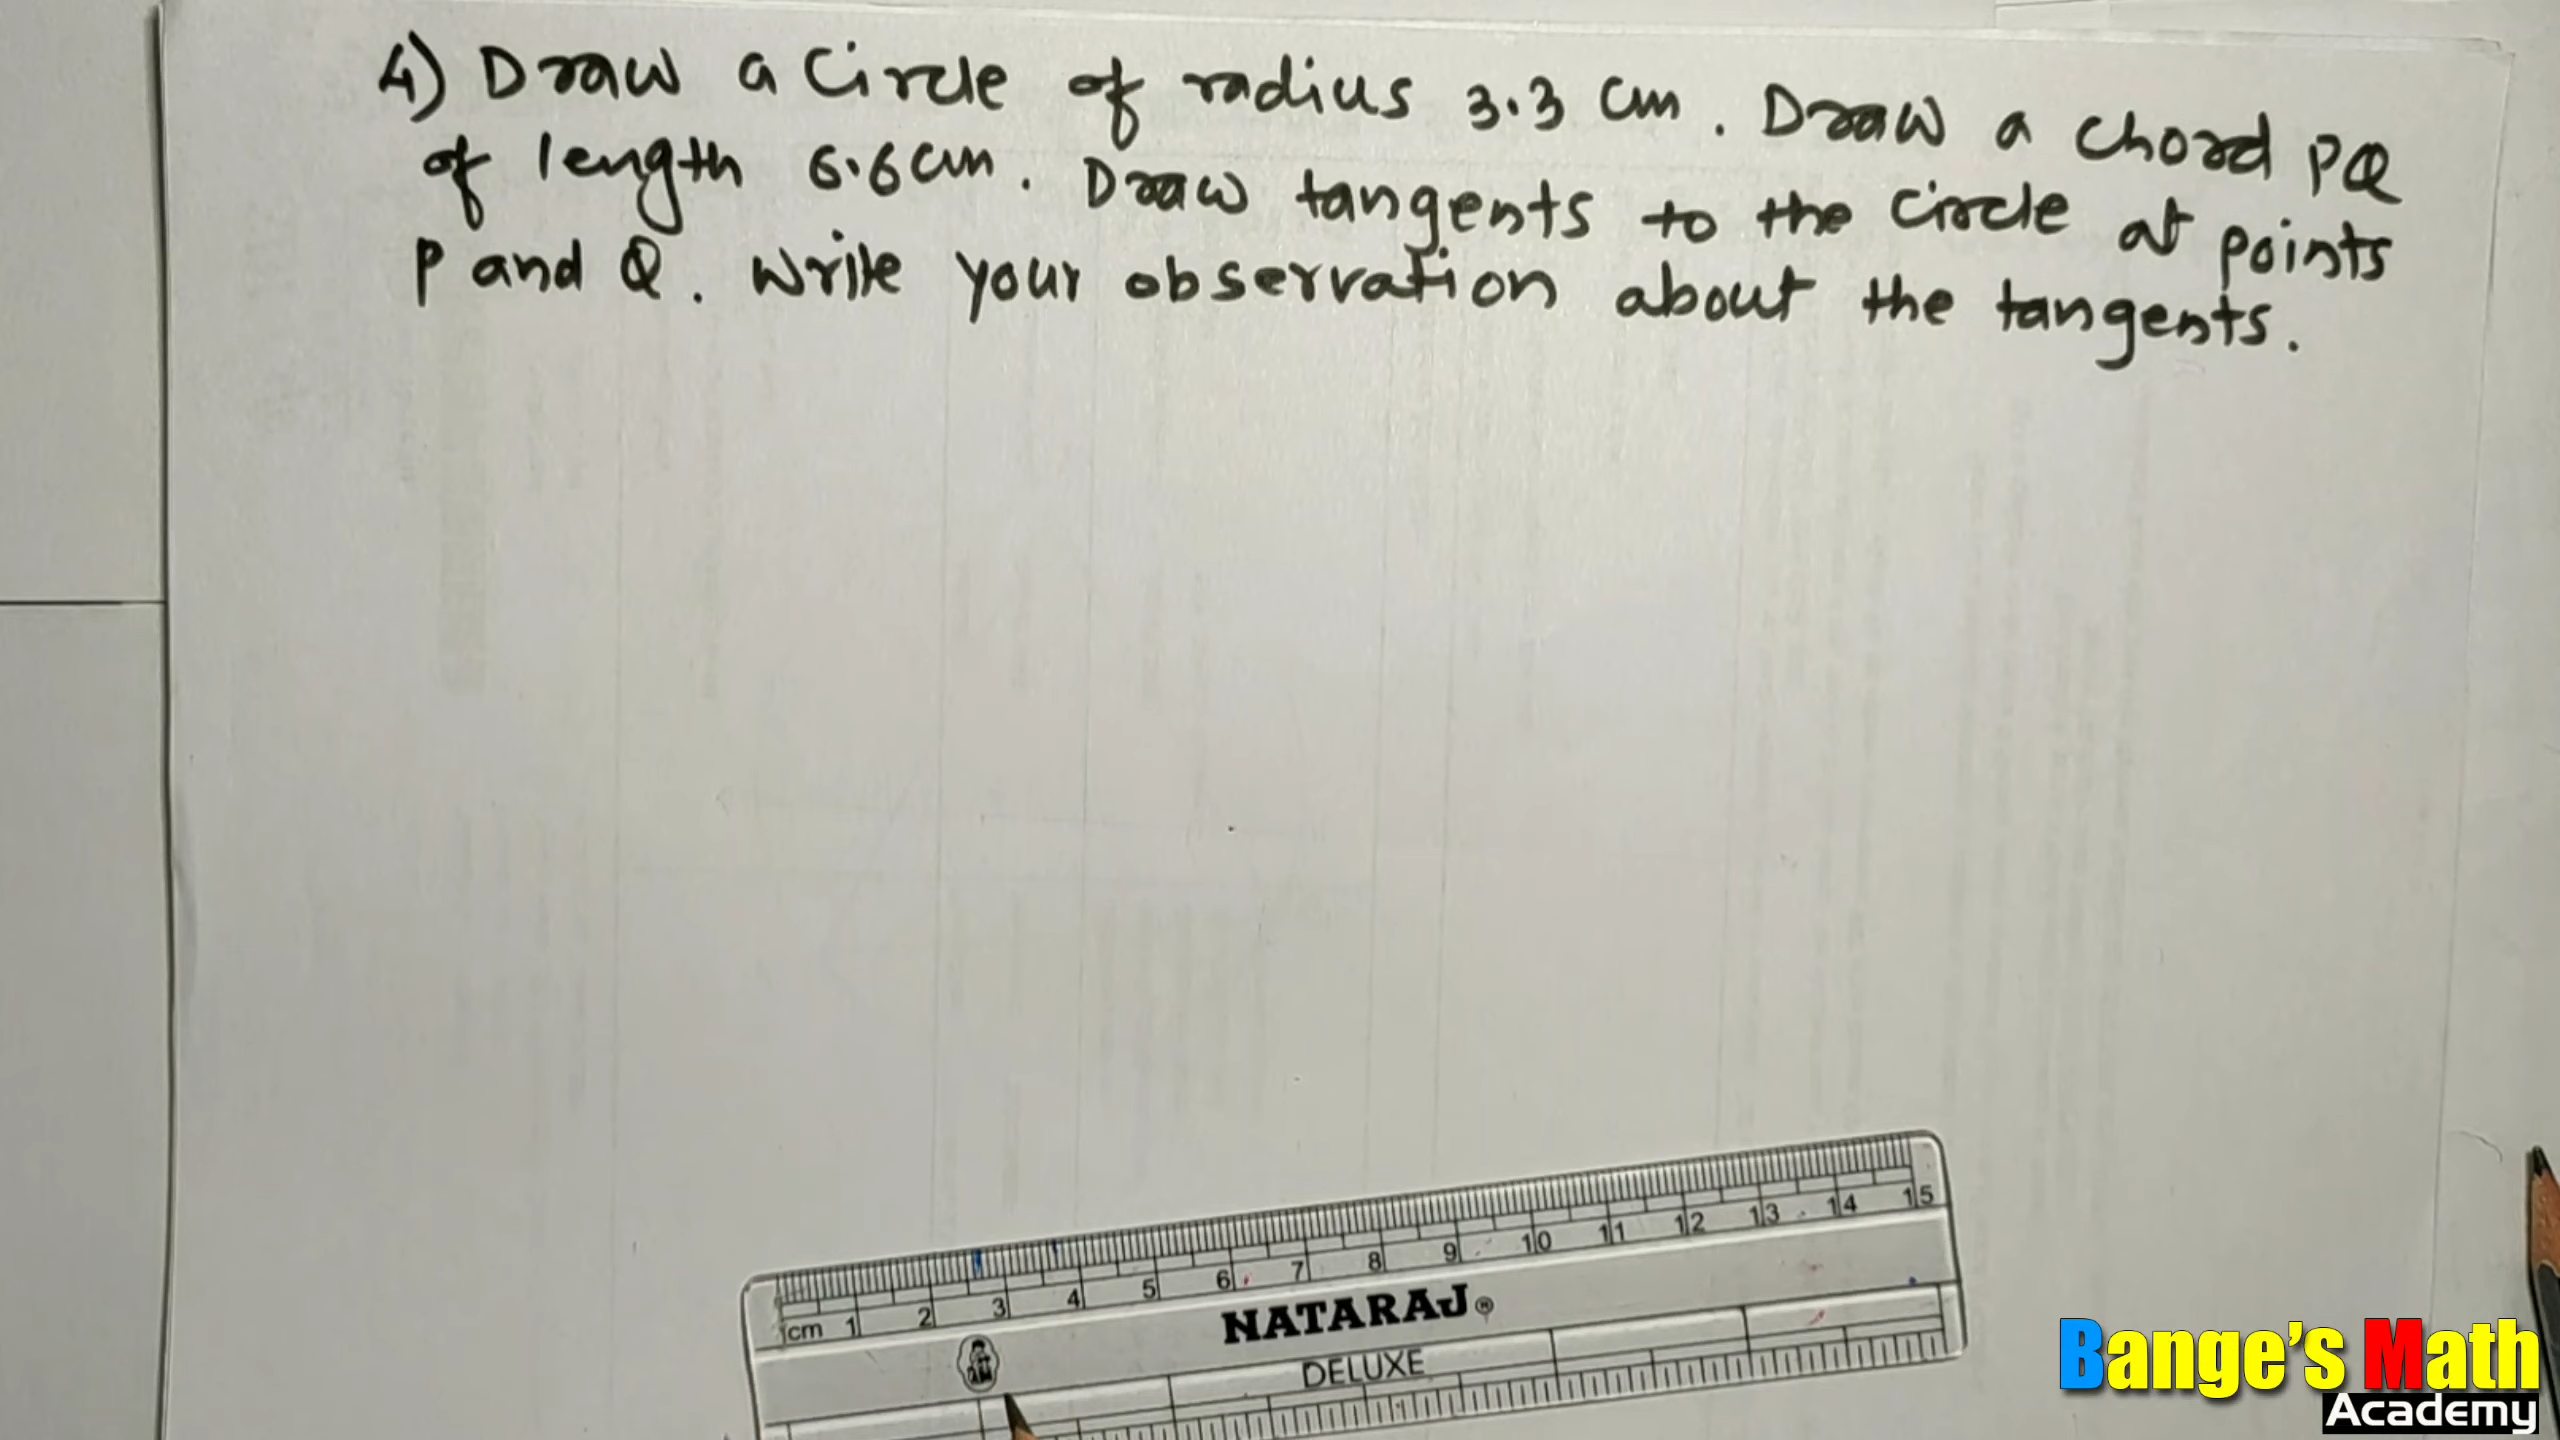 4) Draw a Circle of radius 3.3 cm. Draw a chord PQ
of length 6.6cm. Draw tangents to the circle at points
P and Q. Write your observation about the tangents.
cm 1 2 3 4 5 6 7 8 9 10 11 12 13 14 15
NATARAJ®
DELUXE
Bange's Math
Academy